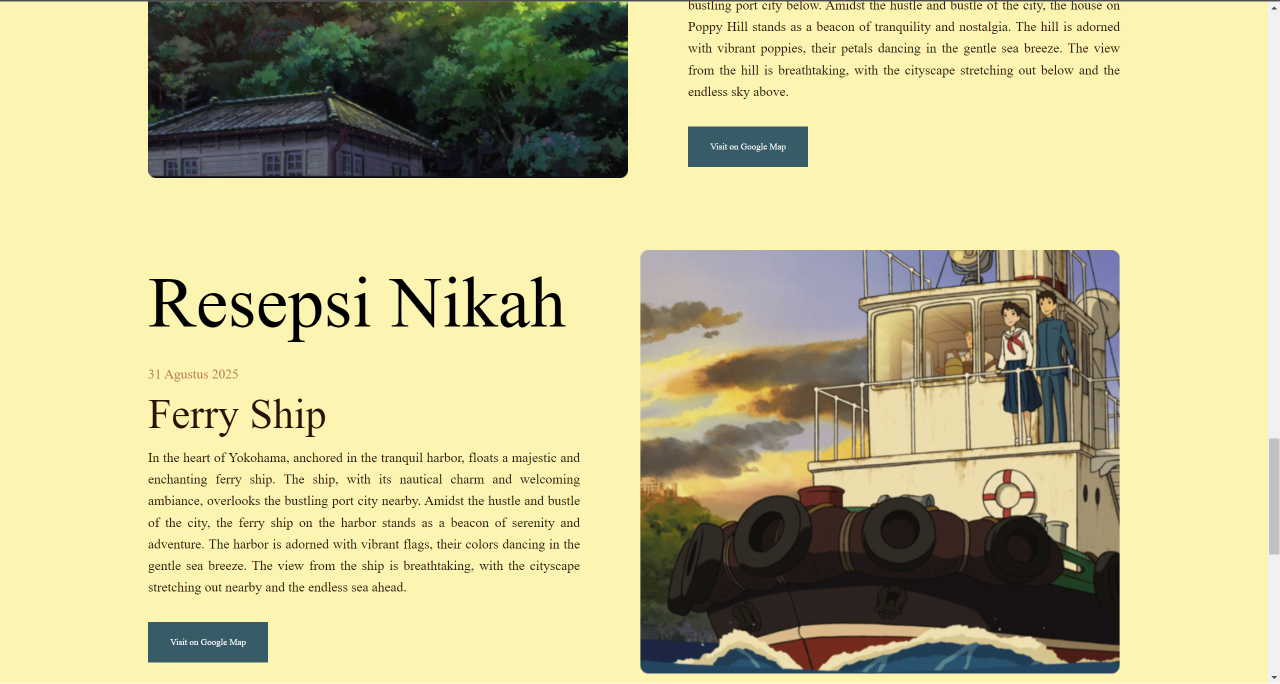 bustling port city below. Amidst the hustle and bustle of the city, the house on
Poppy Hill stands as a beacon of tranquility and nostalgia. The hill is adorned
with vibrant poppies, their petals dancing in the gentle sea breeze. The view
from the hill is breathtaking, with the cityscape stretching out below and the
endless sky above.
Visit on Google Map
Resepsi Nikah
31 Agustus 2025
Ferry Ship
In the heart of Yokohama, anchored in the tranquil harbor, floats a majestic and
enchanting ferry ship. The ship, with its nautical charm and welcoming
ambiance, overlooks the bustling port city nearby. Amidst the hustle and bustle
of the city, the ferry ship on the harbor stands as a beacon of serenity and
adventure. The harbor is adorned with vibrant flags, their colors dancing in the
gentle sea breeze. The view from the ship is breathtaking, with the cityscape
stretching out nearby and the endless sea ahead.
Visit on Google Map